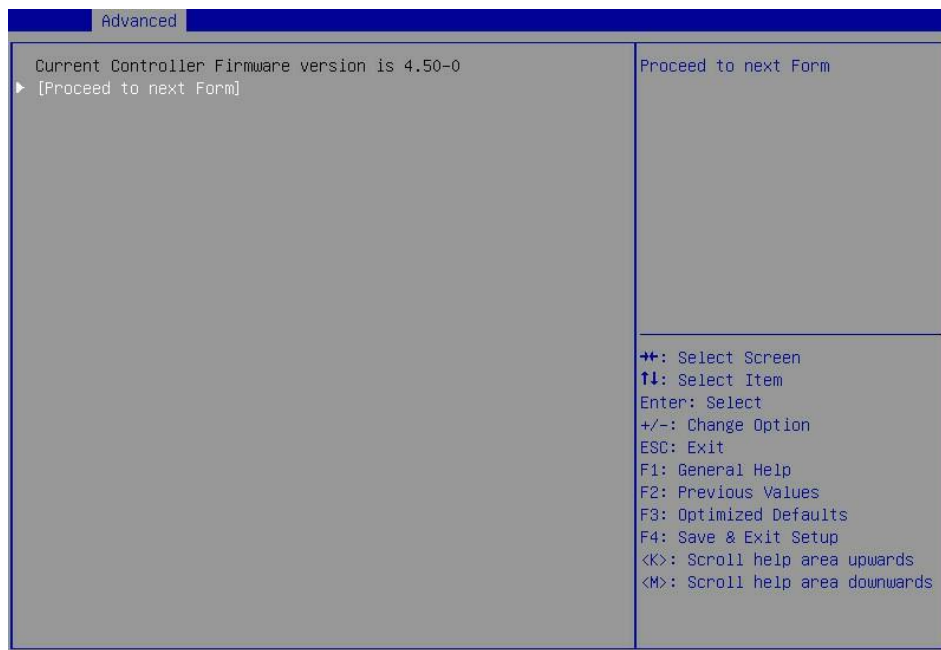 Advanced
Current Controller Firmware version is 4.50-0
[Proceed to next Form]
Proceed to next Form
→←: Select Screen
↑↓: Select Item
Enter: Select
+/-: Change Option
ESC: Exit
F1: General Help
F2: Previous Values
F3: Optimized Defaults
F4: Save & Exit Setup
<K>: Scroll help area upwards
<M>: Scroll help area downwards